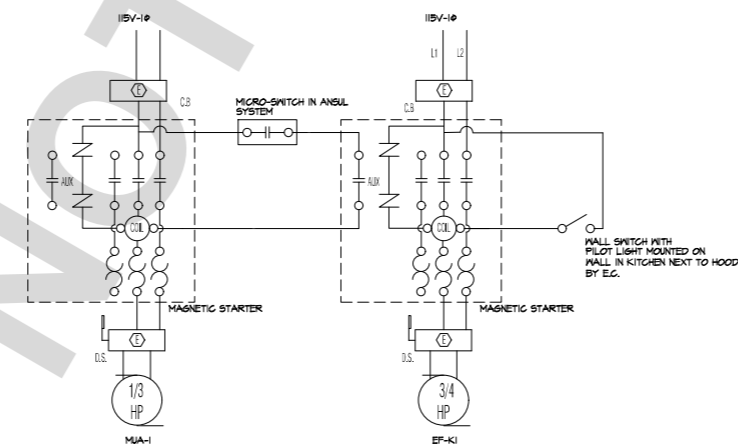 115V-1Φ
115V-1Φ
L1
L2
E
E
C.B
C.B
MICRO-SWITCH IN ANSUL
SYSTEM
AUX
AUX
COIL
COIL
WALL SWITCH WITH
PILOT LIGHT MOUNTED ON
WALL IN KITCHEN NEXT TO HOOD
BY E.C.
MAGNETIC STARTER
MAGNETIC STARTER
E
E
D.S.
D.S.
1/3
HP
3/4
HP
MUA-1
EF-K1
NOT